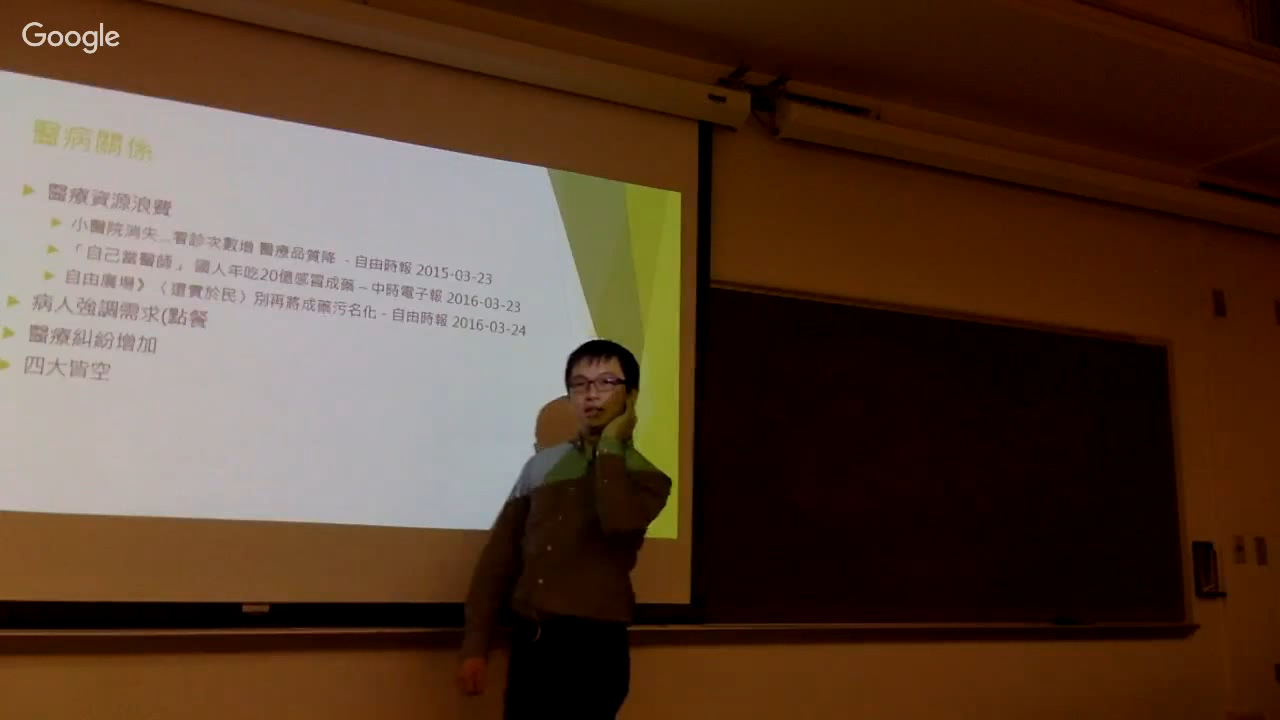 Google
醫病關係
醫療資源浪費
小醫院消失...看診次數增 醫療品質降 - 自由時報 2015-03-23
「自己當醫師」 國人年吃20億感冒成藥 – 中時電子報 2016-03-23
自由廣場》〈還實於民〉別再將成藥污名化 - 自由時報 2016-03-24
病人強調需求(點餐
醫療糾紛增加
四大皆空